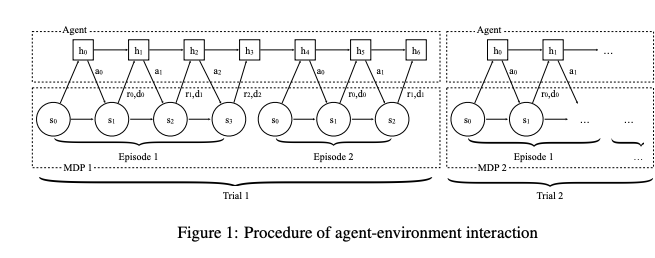 Agent
Agent
h0 h1 h2 h3 h4 h5 h6
h0 h1 ...
a0 a1 a2 a0 a1
a0 a1
r0,d0 r1,d1 r2,d2 r0,d0 r1,d1
r0,d0
s0 s1 s2 s3 s0 s1 s2
s0 s1 ... ...
Episode 1 Episode 2
Episode 1 ...
MDP 1
MDP 2
Trial 1
Trial 2
Figure 1: Procedure of agent-environment interaction